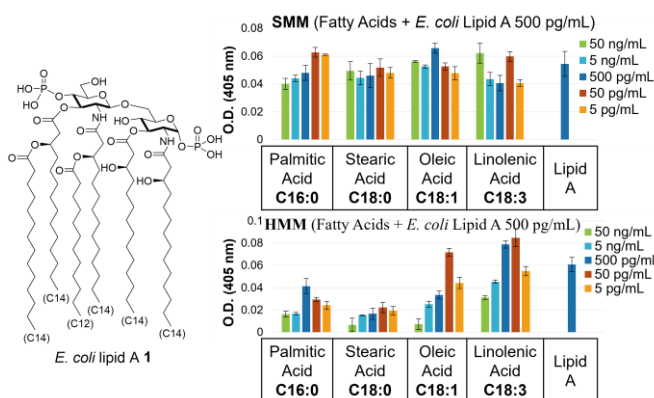 HO
P
O
HO
O
HO
O
O
O
NH
O
O
HO
O
O
NH
O
P
OH
OH
O
O
O
O
O
O
HO
(C14)
(C14)
(C12)
(C14)
(C14)
(C14)
E. coli lipid A 1
SMM (Fatty Acids + E. coli Lipid A 500 pg/mL)
O.D. (405 nm)
0.08
0.06
0.04
0.02
0
50 ng/mL
5 ng/mL
500 pg/mL
50 pg/mL
5 pg/mL
Palmitic Acid C16:0
Stearic Acid C18:0
Oleic Acid C18:1
Linolenic Acid C18:3
Lipid A
HMM (Fatty Acids + E. coli Lipid A 500 pg/mL)
O.D. (405 nm)
0.1
0.08
0.06
0.04
0.02
0
50 ng/mL
5 ng/mL
500 pg/ml
50 pg/mL
5 pg/mL
Palmitic Acid C16:0
Stearic Acid C18:0
Oleic Acid C18:1
Linolenic Acid C18:3
Lipid A